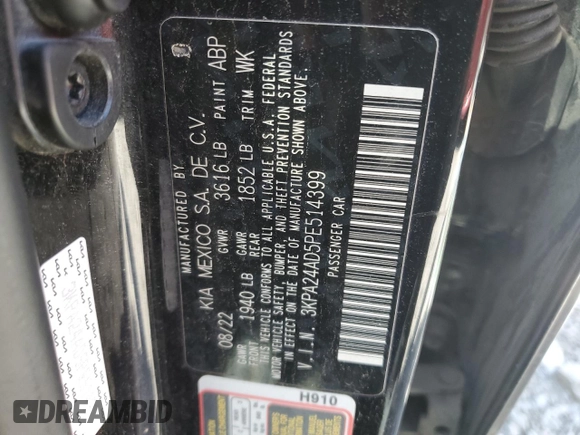 MANUFACTURED BY
KIA MEXICO S.A. DE C.V.
08/22 GVWR 3616 LB PAINT ABP
GAWR FRONT 1940 LB GAWR REAR 1852 LB TRIM WK
THIS VEHICLE CONFORMS TO ALL APPLICABLE U.S.A. FEDERAL
MOTOR VEHICLE SAFETY, BUMPER, AND THEFT PREVENTION STANDARDS
IN EFFECT ON THE DATE OF MANUFACTURE SHOWN ABOVE.
V.I.N. 3KPA24AD5PE514399
PASSENGER CAR
H910
DREAMBID